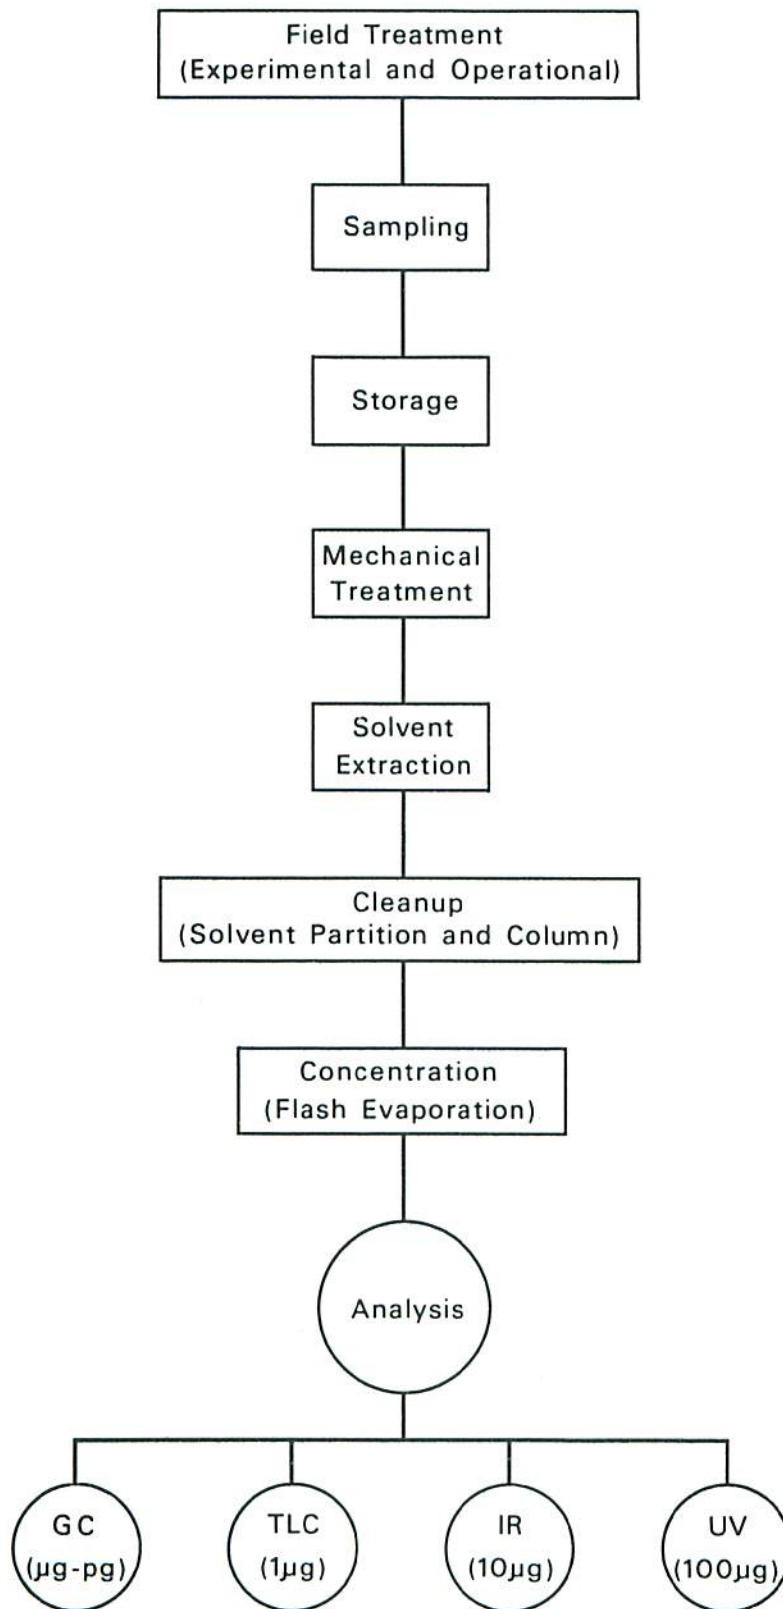 Field Treatment
(Experimental and Operational)
Sampling
Storage
Mechanical
Treatment
Solvent
Extraction
Cleanup
(Solvent Partition and Column)
Concentration
(Flash Evaporation)
Analysis
GC
(µg-pg)
TLC
(1µg)
IR
(10µg)
UV
(100µg)